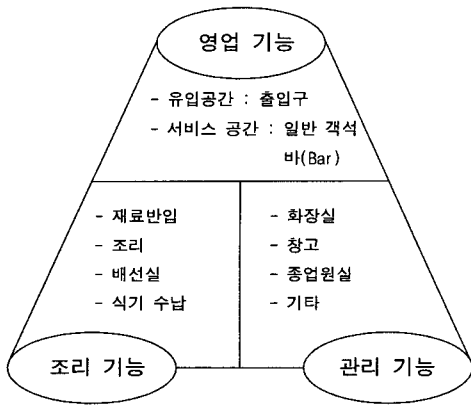 영업 기능
- 유입공간 : 출입구
- 서비스 공간 : 일반 객석
바(Bar)
- 재료반입
- 조리
- 배선실
- 식기 수납
- 화장실
- 창고
- 종업원실
- 기타
조리 기능
관리 기능